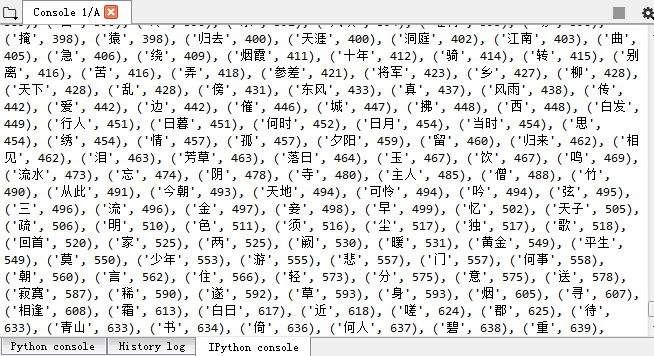 Console 1/A
('掩', 398), ('猿', 398), ('归去', 400), ('天涯', 400), ('洞庭', 402), ('江南', 403), ('曲',
405), ('急', 406), ('绕', 409), ('烟霞', 411), ('十年', 412), ('骑', 414), ('转', 415), ('别
离', 416), ('苦', 416), ('弄', 418), ('参差', 421), ('将军', 423), ('乡', 427), ('柳', 428),
('天下', 428), ('乱', 428), ('傍', 431), ('东风', 433), ('真', 437), ('风雨', 438), ('传',
442), ('爱', 442), ('边', 442), ('催', 446), ('城', 447), ('拂', 448), ('西', 448), ('白发',
449), ('行人', 451), ('日暮', 451), ('何时', 452), ('日月', 454), ('当时', 454), ('思',
454), ('绣', 454), ('情', 457), ('孤', 457), ('夕阳', 459), ('留', 460), ('归来', 462), ('相
见', 462), ('泪', 463), ('芳草', 463), ('落日', 464), ('玉', 467), ('饮', 467), ('鸣', 469),
('流水', 473), ('忘', 474), ('阴', 478), ('寺', 480), ('主人', 485), ('僧', 488), ('竹',
490), ('从此', 491), ('今朝', 493), ('天地', 494), ('可怜', 494), ('吟', 494), ('弦', 495),
('三', 496), ('流', 496), ('金', 497), ('妾', 498), ('早', 499), ('忆', 502), ('天子', 505),
('疏', 506), ('明', 510), ('色', 511), ('须', 516), ('尘', 517), ('独', 517), ('歌', 518),
('回首', 520), ('家', 525), ('两', 525), ('阙', 530), ('暖', 531), ('黄金', 549), ('平生',
549), ('莫', 550), ('少年', 553), ('游', 555), ('悲', 557), ('门', 557), ('何事', 558),
('朝', 560), ('言', 562), ('住', 566), ('轻', 573), ('分', 575), ('意', 575), ('送', 578),
('寂寞', 587), ('稀', 590), ('遂', 592), ('草', 593), ('身', 593), ('烟', 605), ('寻', 607),
('相逢', 608), ('霜', 613), ('白日', 617), ('近', 618), ('嗟', 624), ('郡', 625), ('待',
633), ('青山', 633), ('书', 634), ('倚', 636), ('何人', 637), ('碧', 638), ('重', 639),
Python console History log IPython console